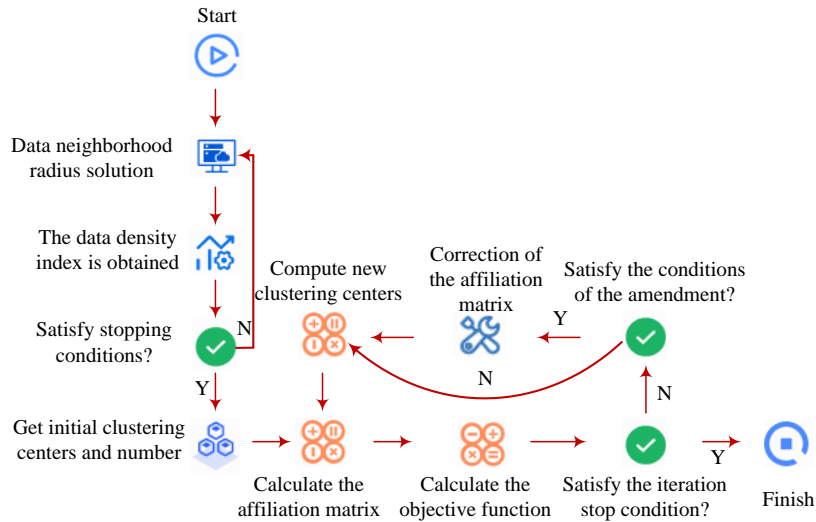 Start
Data neighborhood
radius solution
The data density
index is obtained
Satisfy stopping
conditions?
N
Y
Get initial clustering
centers and number
Compute new
clustering centers
Correction of
the affiliation
matrix
Satisfy the conditions
of the amendment?
Y
N
N
Calculate the
affiliation matrix
Calculate the
objective function
Satisfy the iteration
stop condition?
Y
Finish